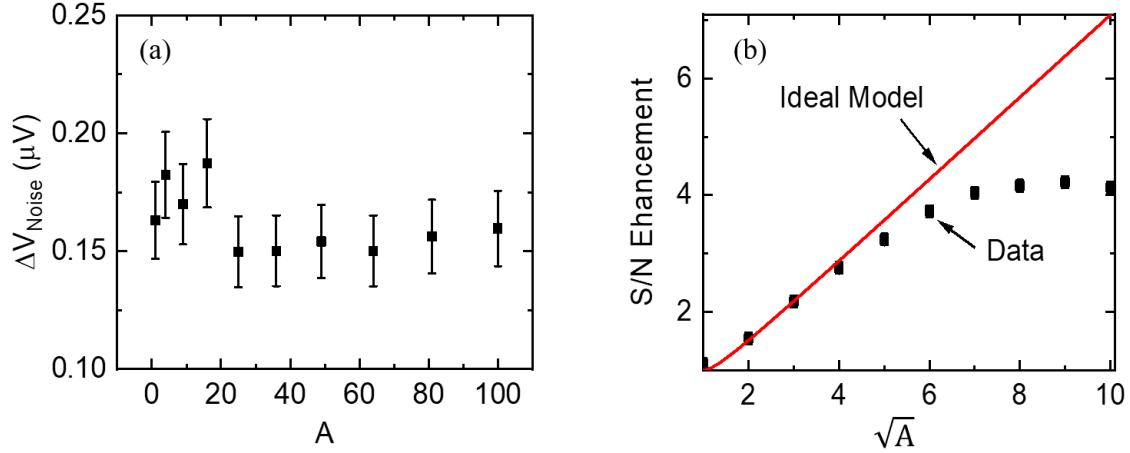 (a)
0.25
0.20
0.15
0.10
ΔV_Noise (μV)
0 20 40 60 80 100
A
(b)
6
4
2
S/N Ehancement
Ideal Model
Data
2 4 6 8 10
√A